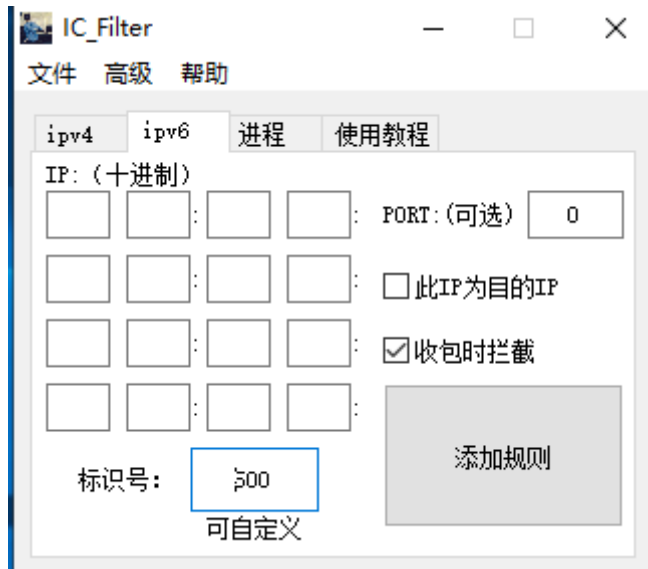 IC_Filter
文件 高级 帮助
ipv4 ipv6 进程 使用教程
IP:(十进制)
: : PORT:(可选) 0
: : 此IP为目的IP
: : 收包时拦截
: :
标识号: 500 添加规则
可自定义